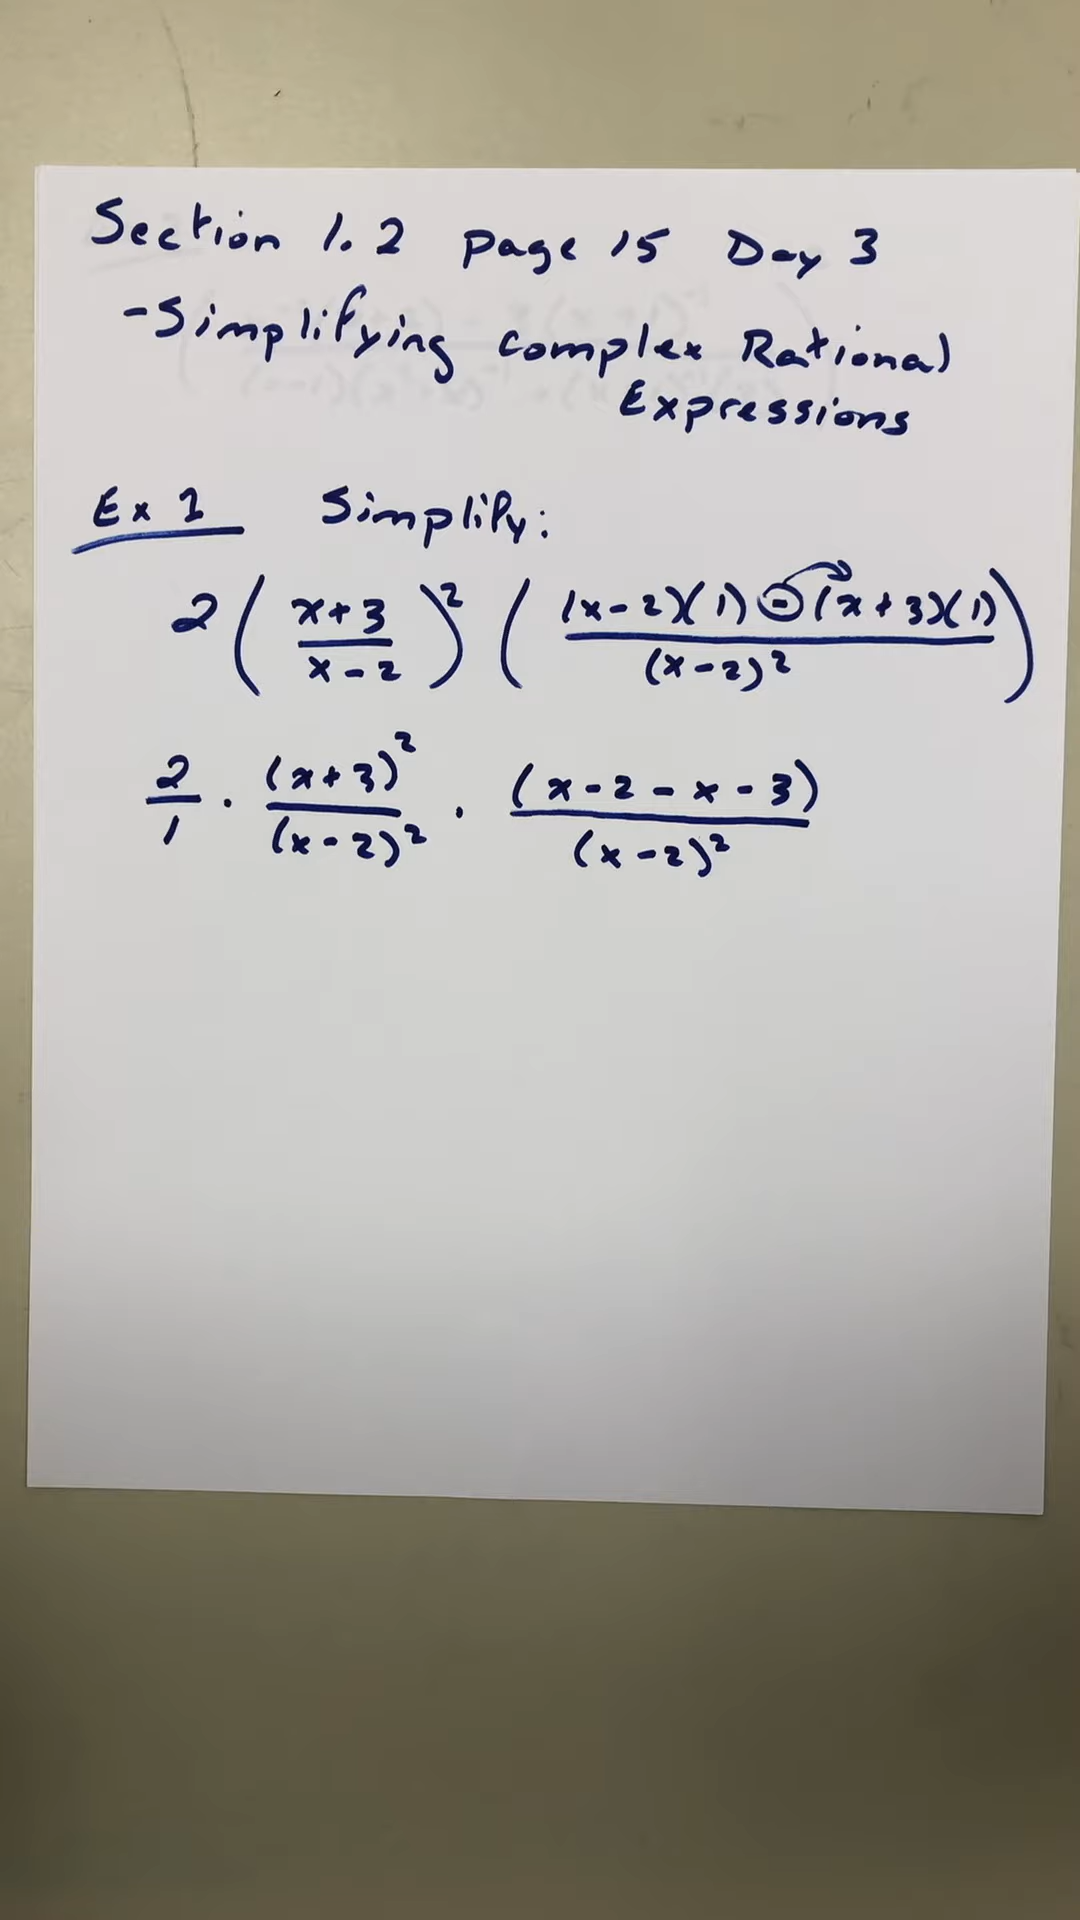 Section 1.2 page 15 Day 3
-Simplifying complex Rational
Expressions
Ex 1 Simplify:
2 ( (x+3)/(x-2) )² ( ((x-2)(1) - (x+3)(1))/(x-2)² )
2/1 · (x+3)²/(x-2)² · (x-2-x-3)/(x-2)²